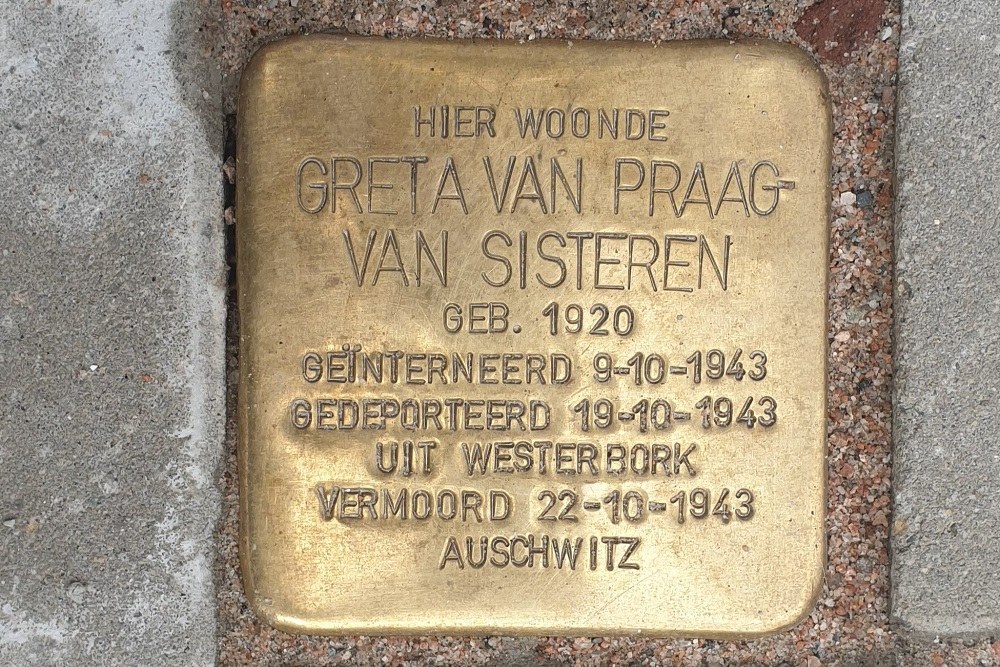 HIER WOONDE
GRETA VAN PRAAG-
VAN SISTEREN
GEB. 1920
GEÏNTERNEERD 9-10-1943
GEDEPORTEERD 19-10-1943
UIT WESTERBORK
VERMOORD 22-10-1943
AUSCHWITZ